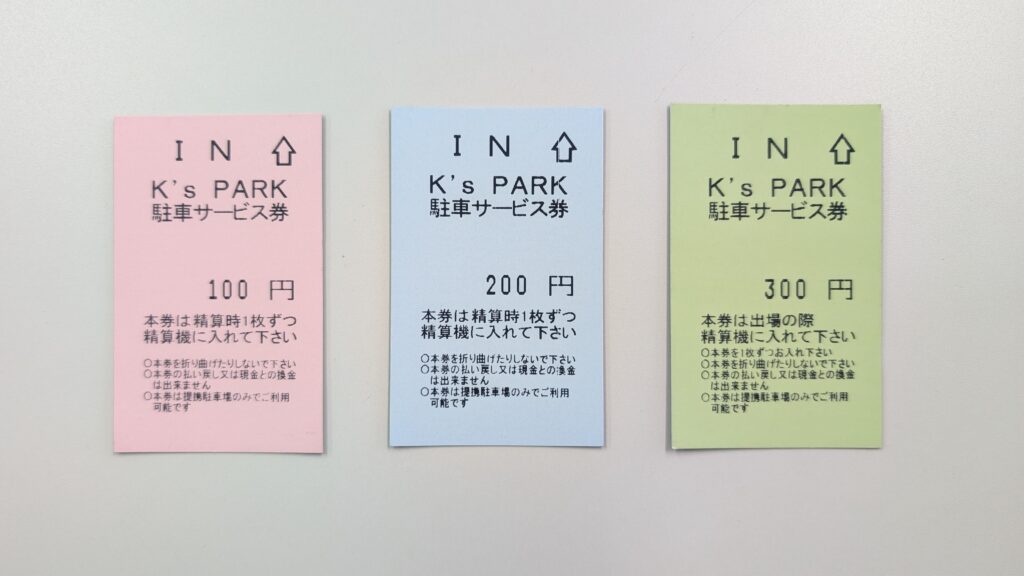 IN ⇧
K's PARK
駐車サービス券
100 円
本券は精算時1枚ずつ
精算機に入れて下さい
○本券を折り曲げたりしないで下さい
○本券の払い戻し又は現金との換金
は出来ません
○本券は提携駐車場のみでご利用
可能です
IN ⇧
K's PARK
駐車サービス券
200 円
本券は精算時1枚ずつ
精算機に入れて下さい
○本券を折り曲げたりしないで下さい
○本券の払い戻し又は現金との換金
は出来ません
○本券は提携駐車場のみでご利用
可能です
IN ⇧
K's PARK
駐車サービス券
300 円
本券は出場の際
精算機に入れて下さい
○本券を1枚ずつお入れ下さい
○本券を折り曲げたりしないで下さい
○本券の払い戻し又は現金との換金
は出来ません
○本券は提携駐車場のみでご利用
可能です